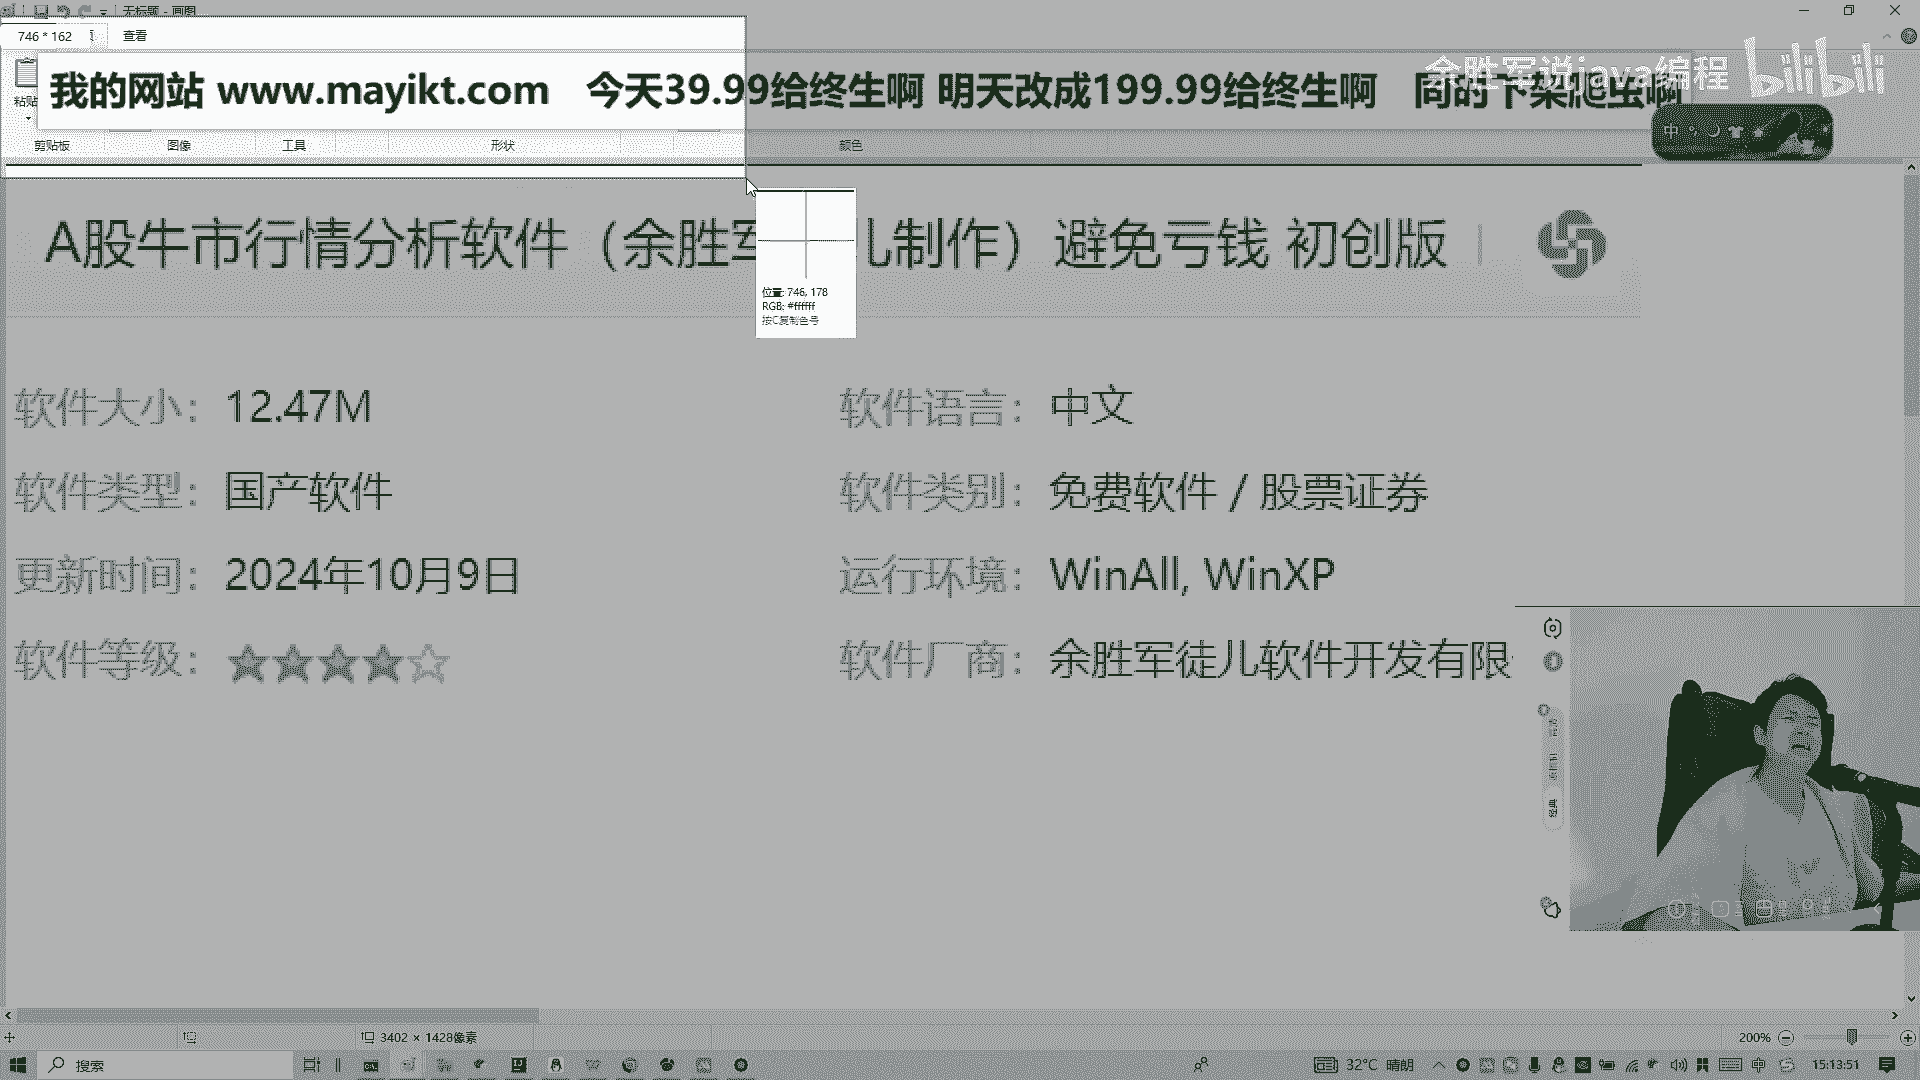 无标题 - 画图
746 * 162
查看
余胜军说java编程 bilibili
粘贴
我的网站 www.mayikt.com 今天39.99给终生啊 明天改成199.99给终生啊
剪贴板 图像 工具 形状 颜色
中
A股牛市行情分析软件（余胜军 儿制作）避免亏钱 初创版
位置: 746, 178
RGB: #ffffff
按C复制色号
软件大小： 12.47M 软件语言： 中文
软件类型： 国产软件 软件类别： 免费软件 / 股票证券
更新时间： 2024年10月9日 运行环境： WinAll, WinXP
软件等级： 软件厂商： 余胜军徒儿软件开发有限
经典
3402 × 1428像素
200%
搜索
32°C 晴朗
中
15:13:51